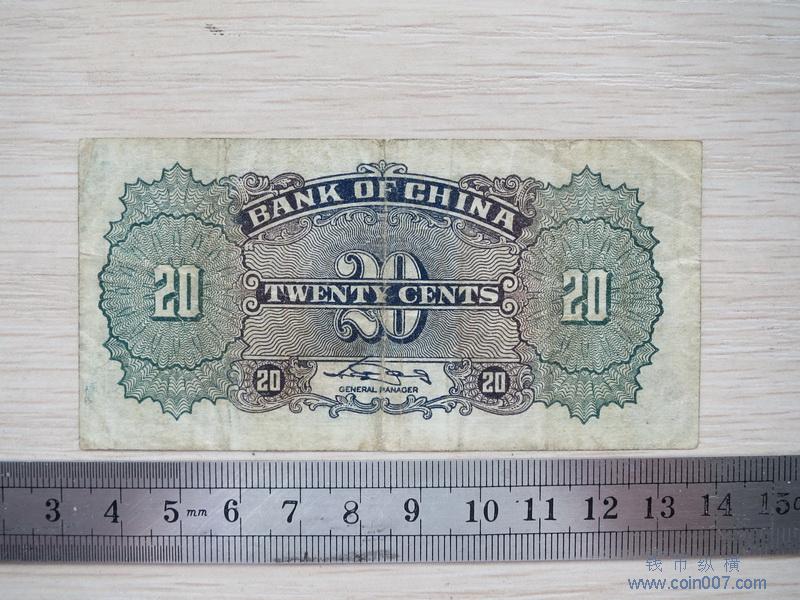 BANK OF CHINA
20
20
20
TWENTY CENTS
20
20
GENERAL MANAGER
3 4 5 mm 6 7 8 9 10 11 12 13 14 15
钱币纵横
www.coin007.com